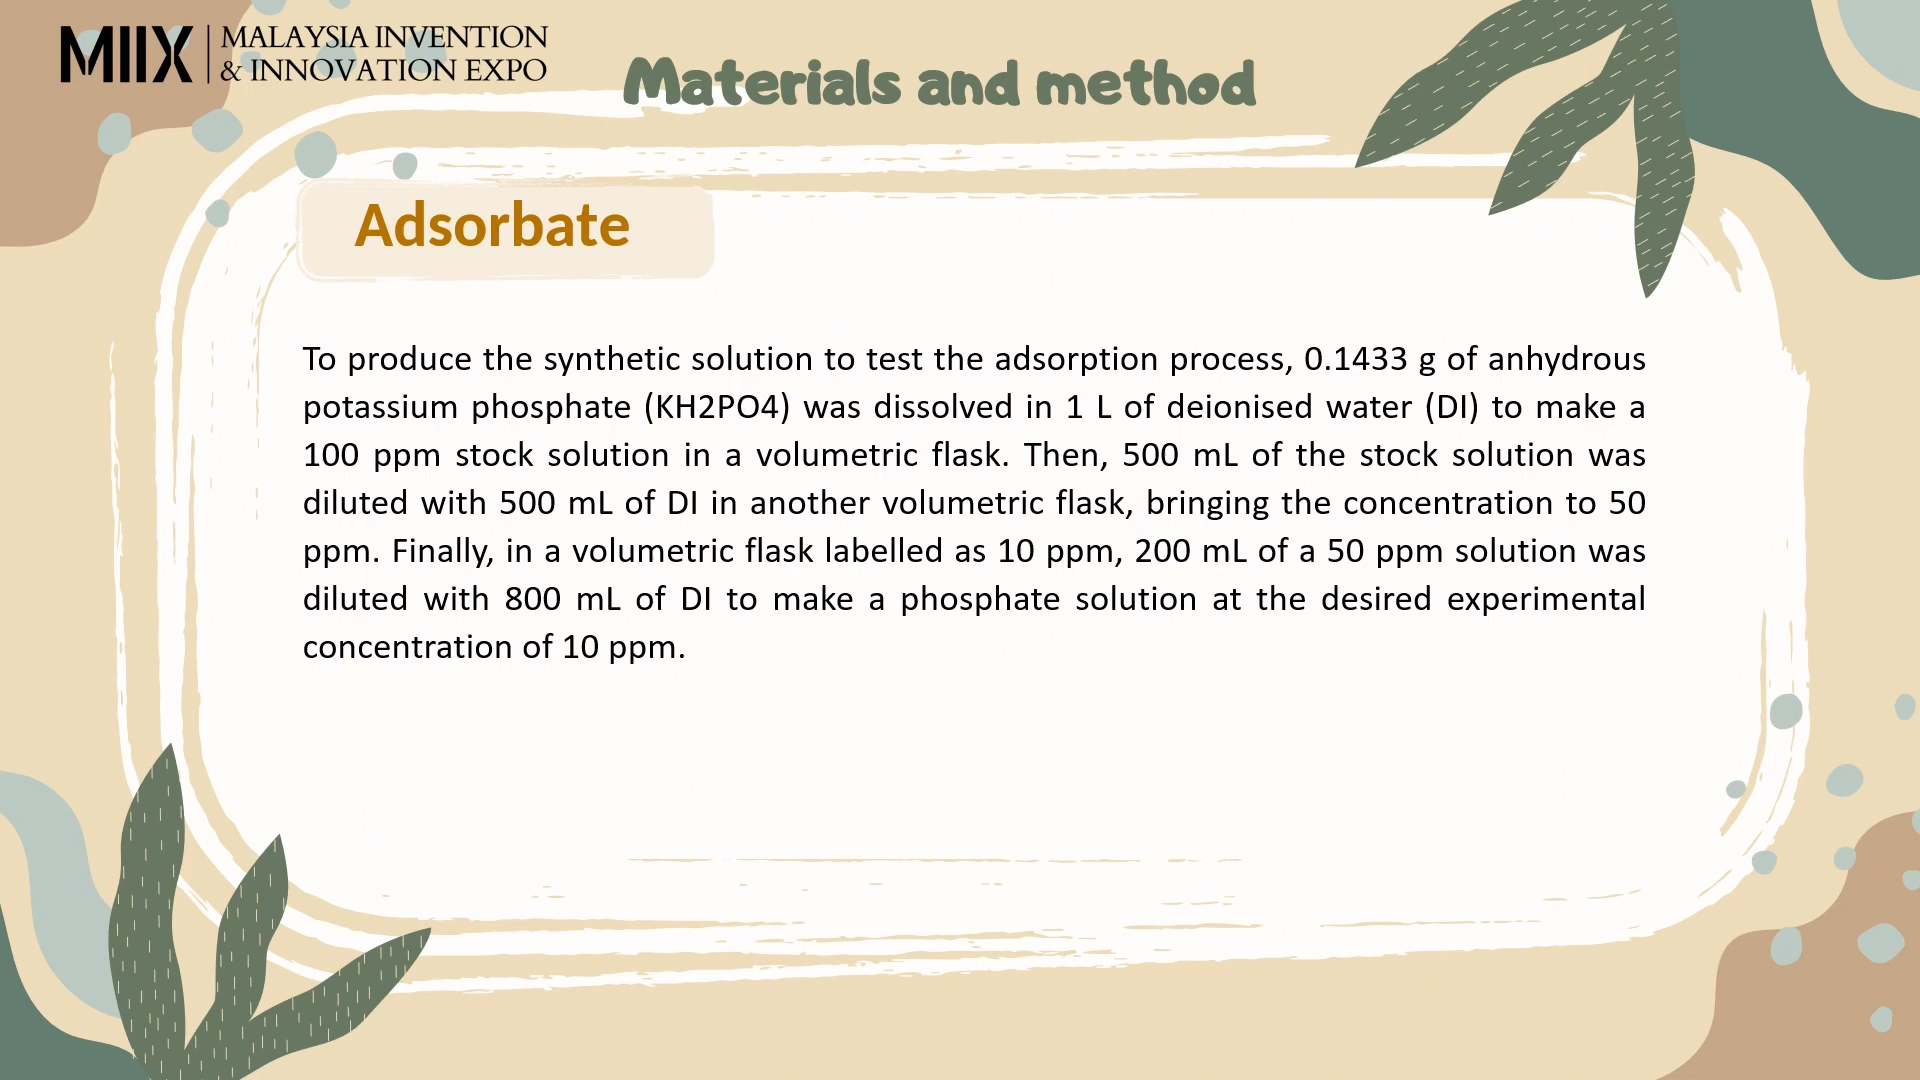 MIIX MALAYSIA INVENTION
& INNOVATION EXPO
Materials and method
Adsorbate
To produce the synthetic solution to test the adsorption process, 0.1433 g of anhydrous
potassium phosphate (KH2PO4) was dissolved in 1 L of deionised water (DI) to make a
100 ppm stock solution in a volumetric flask. Then, 500 mL of the stock solution was
diluted with 500 mL of DI in another volumetric flask, bringing the concentration to 50
ppm. Finally, in a volumetric flask labelled as 10 ppm, 200 mL of a 50 ppm solution was
diluted with 800 mL of DI to make a phosphate solution at the desired experimental
concentration of 10 ppm.